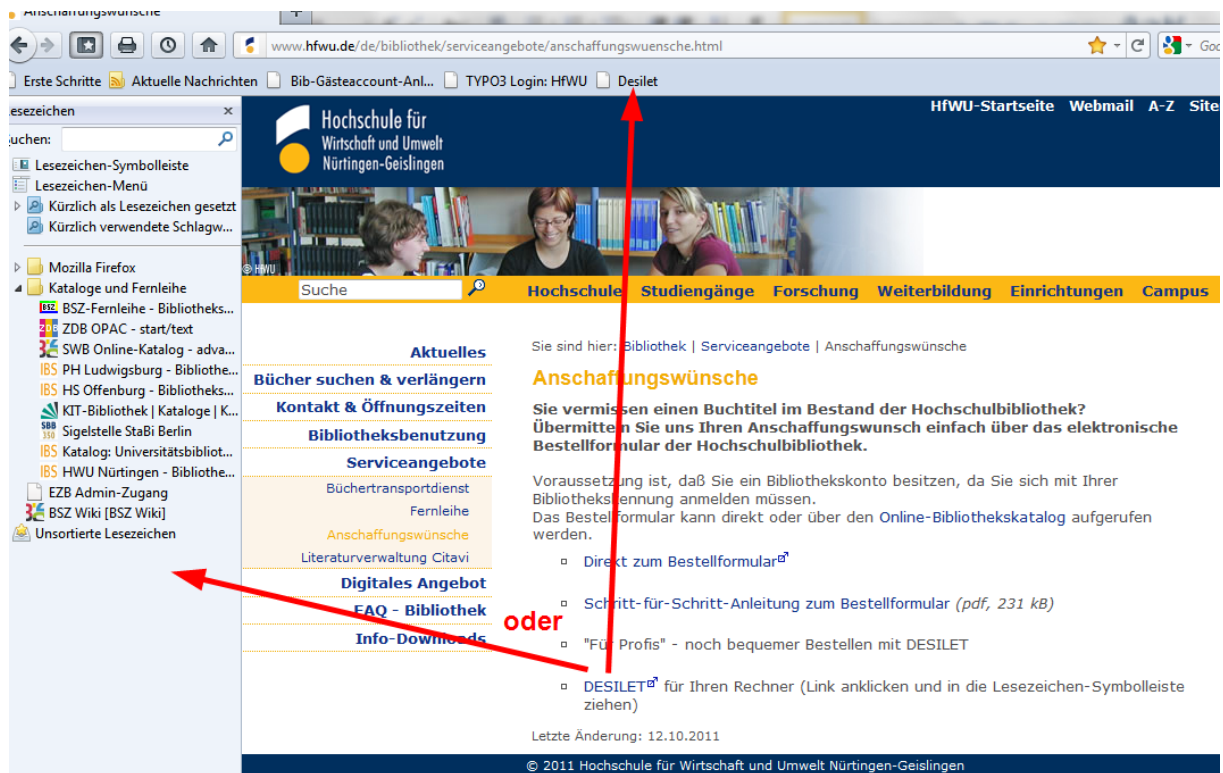 Anschaffungswünsche
www.hfwu.de/de/bibliothek/serviceangebote/anschaffungswuensche.html
Erste Schritte Aktuelle Nachrichten Bib-Gästeaccount-Anl... TYPO3 Login: HfWU Desilet
Lesezeichen x
Suchen:
Lesezeichen-Symbolleiste
Lesezeichen-Menü
Kürzlich als Lesezeichen gesetzt
Kürzlich verwendete Schlagw...
Mozilla Firefox
Kataloge und Fernleihe
BSZ-Fernleihe - Bibliotheks...
ZDB OPAC - start/text
SWB Online-Katalog - adva...
IBS PH Ludwigsburg - Bibliothe...
IBS HS Offenburg - Bibliotheks...
KIT-Bibliothek | Kataloge | K...
Sigelstelle StaBi Berlin
IBS Katalog: Universitätsbibliot...
IBS HWU Nürtingen - Bibliothe...
EZB Admin-Zugang
BSZ Wiki [BSZ Wiki]
Unsortierte Lesezeichen
Hochschule für
Wirtschaft und Umwelt
Nürtingen-Geislingen
HfWU-Startseite Webmail A-Z Site
© HfWU
Suche
Hochschule Studiengänge Forschung Weiterbildung Einrichtungen Campus
Aktuelles
Bücher suchen & verlängern
Kontakt & Öffnungszeiten
Bibliotheksbenutzung
Serviceangebote
Büchertransportdienst
Fernleihe
Anschaffungswünsche
Literaturverwaltung Citavi
Digitales Angebot
FAQ - Bibliothek
Info-Downloads
Sie sind hier: Bibliothek | Serviceangebote | Anschaffungswünsche
Anschaffungswünsche
Sie vermissen einen Buchtitel im Bestand der Hochschulbibliothek?
Übermitteln Sie uns Ihren Anschaffungswunsch einfach über das elektronische
Bestellformular der Hochschulbibliothek.
Voraussetzung ist, daß Sie ein Bibliothekskonto besitzen, da Sie sich mit Ihrer
Bibliothekskennung anmelden müssen.
Das Bestellformular kann direkt oder über den Online-Bibliothekskatalog aufgerufen
werden.
Direkt zum Bestellformular
Schritt-für-Schritt-Anleitung zum Bestellformular (pdf, 231 kB)
oder
"Für Profis" - noch bequemer Bestellen mit DESILET
DESILET für Ihren Rechner (Link anklicken und in die Lesezeichen-Symbolleiste
ziehen)
Letzte Änderung: 12.10.2011
© 2011 Hochschule für Wirtschaft und Umwelt Nürtingen-Geislingen